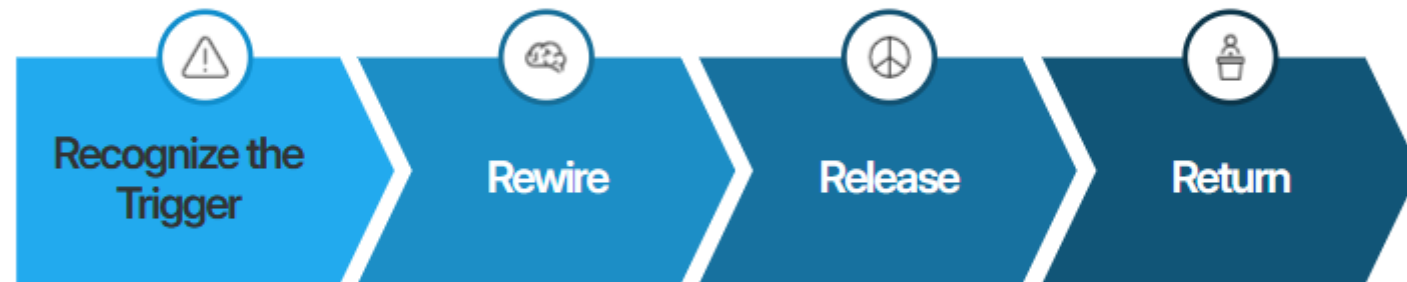 Recognize the
Trigger
Rewire
Release
Return